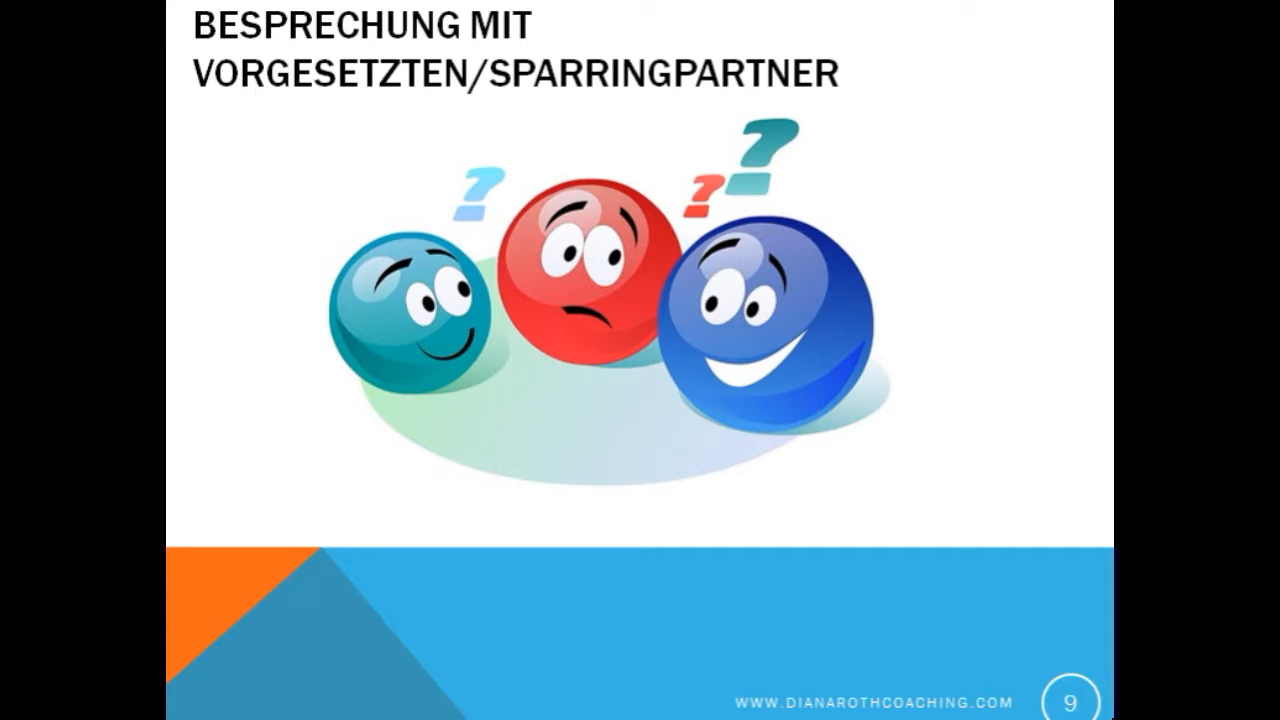 BESPRECHUNG MIT
VORGESETZTEN/SPARRINGPARTNER
? ? ?
WWW.DIANAROTHCOACHING.COM
9